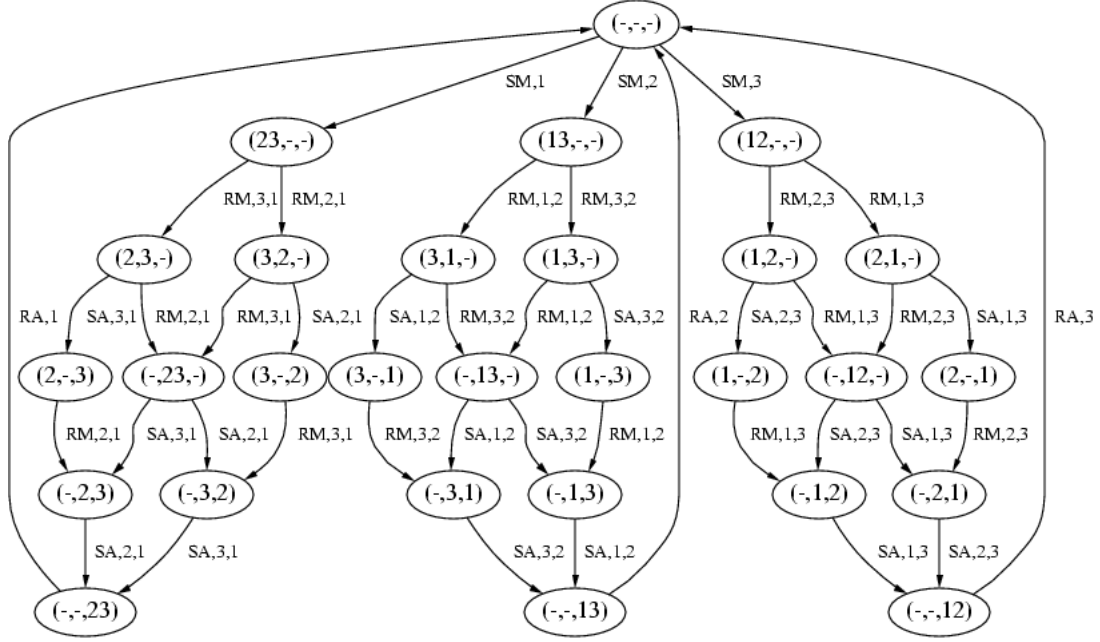 (-,-,-)
SM,1 SM,2 SM,3
(23,-,-) (13,-,-) (12,-,-)
RM,3,1 RM,2,1 RM,1,2 RM,3,2 RM,2,3 RM,1,3
(2,3,-) (3,2,-) (3,1,-) (1,3,-) (1,2,-) (2,1,-)
RA,1 SA,3,1 RM,2,1 RM,3,1 SA,2,1 SA,1,2 RM,3,2 RM,1,2 SA,3,2 RA,2 SA,2,3 RM,1,3 RM,2,3 SA,1,3 RA,3
(2,-,3) (-,23,-) (3,-,2) (3,-,1) (-,13,-) (1,-,3) (1,-,2) (-,12,-) (2,-,1)
RM,2,1 SA,3,1 SA,2,1 RM,3,1 RM,3,2 SA,1,2 SA,3,2 RM,1,2 RM,1,3 SA,2,3 SA,1,3 RM,2,3
(-,2,3) (-,3,2) (-,3,1) (-,1,3) (-,1,2) (-,2,1)
SA,2,1 SA,3,1 SA,3,2 SA,1,2 SA,1,3 SA,2,3
(-,-,23) (-,-,13) (-,-,12)